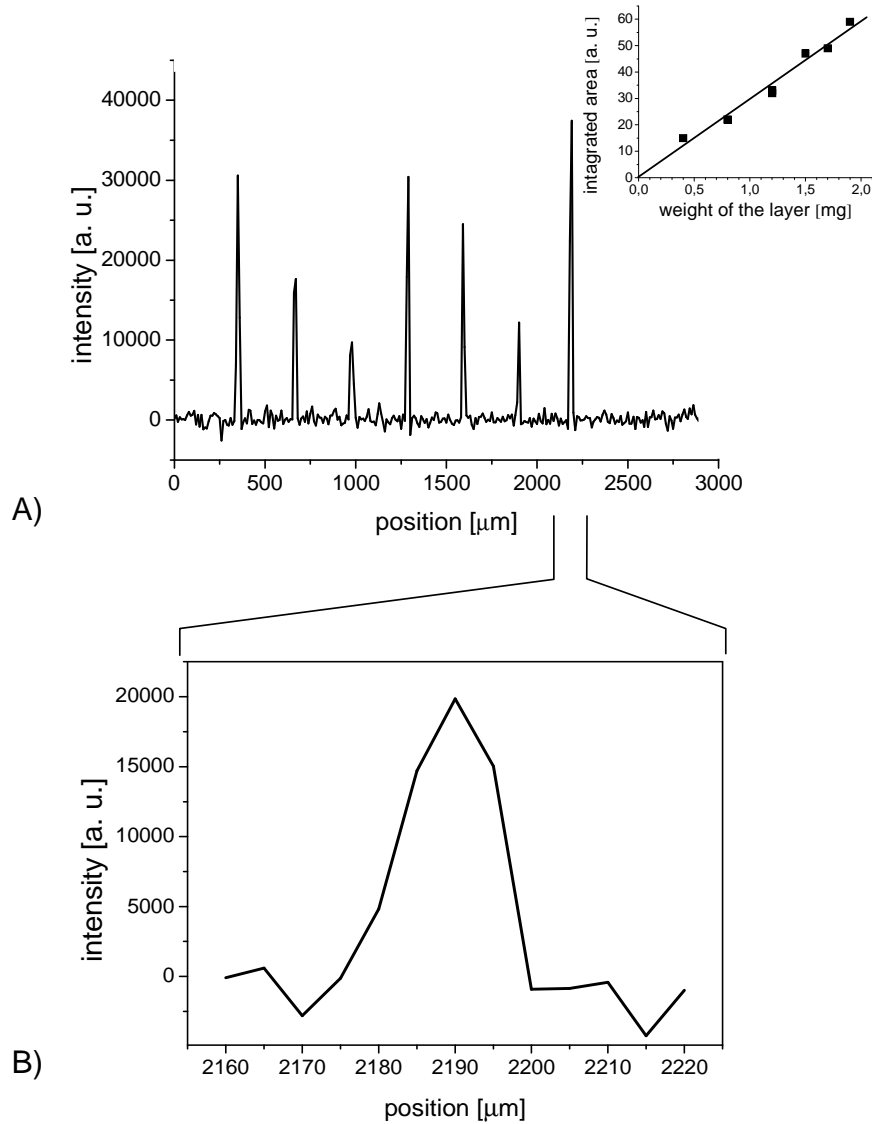 40000
30000
20000
10000
0
intensity [a. u.]
0 500 1000 1500 2000 2500 3000
position [μm]
A)
60
50
40
30
20
10
0
intagrated area [a. u.]
0,0 0,5 1,0 1,5 2,0
weight of the layer [mg]
20000
15000
10000
5000
0
intensity [a. u.]
2160 2170 2180 2190 2200 2210 2220
position [μm]
B)